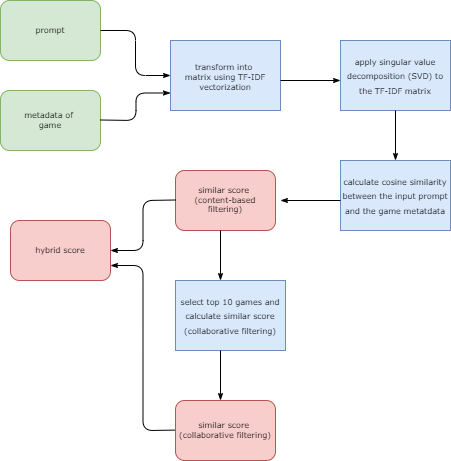 prompt
metadata of
game
transform into
matrix using TF-IDF
vectorization
apply singular value
decomposition (SVD) to
the TF-IDF matrix
calculate cosine similarity
between the input prompt
and the game metatdata
similar score
(content-based
filtering)
hybrid score
select top 10 games and
calculate similar score
(collaborative filtering)
similar score
(collaborative filtering)